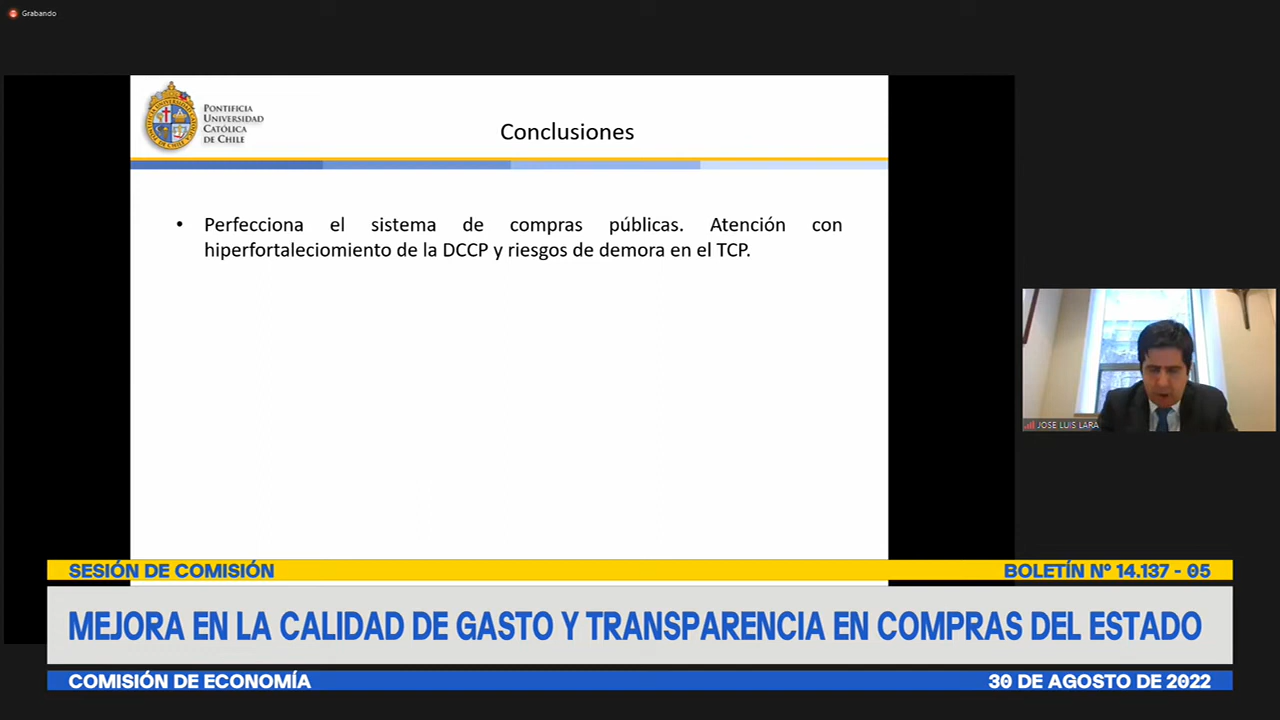 Grabando
PONTIFICIA
UNIVERSIDAD
CATÓLICA
DE CHILE
Conclusiones
• Perfecciona el sistema de compras públicas. Atención con
hiperfortaleciomiento de la DCCP y riesgos de demora en el TCP.
JOSE LUIS LARA
SESIÓN DE COMISIÓN
BOLETÍN N° 14.137 - 05
MEJORA EN LA CALIDAD DE GASTO Y TRANSPARENCIA EN COMPRAS DEL ESTADO
COMISIÓN DE ECONOMÍA
30 DE AGOSTO DE 2022